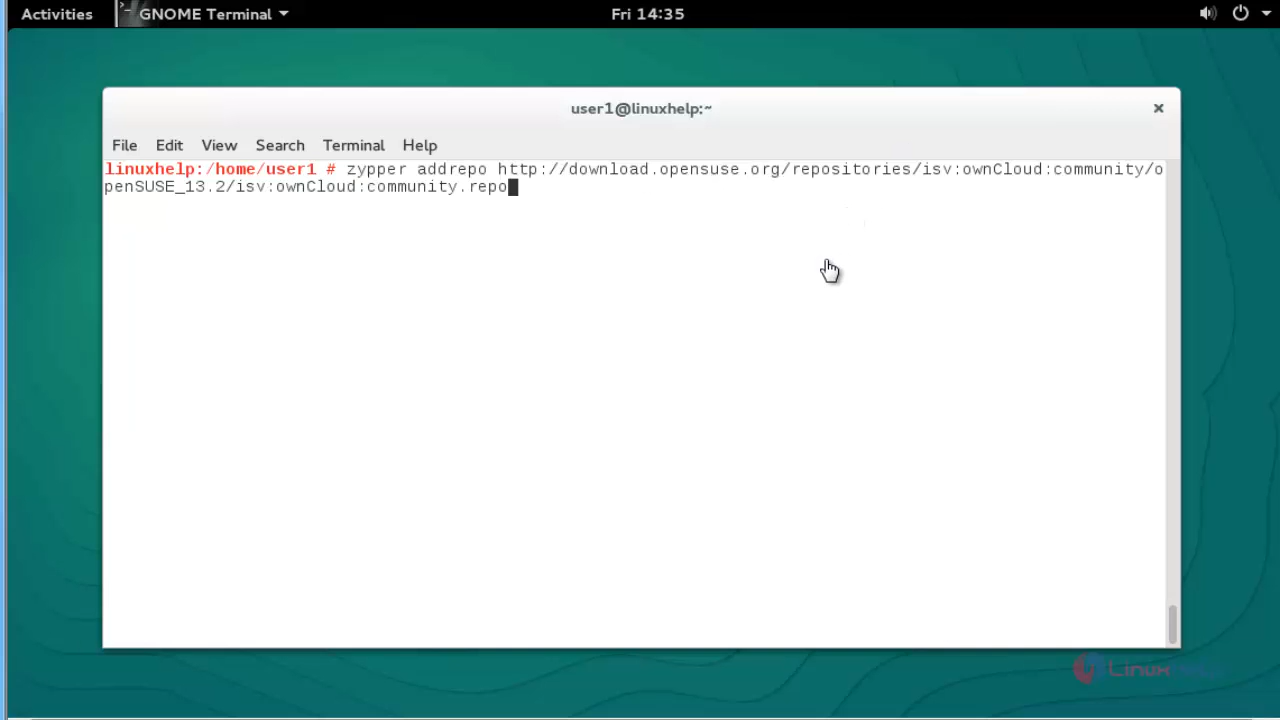 Activities GNOME Terminal Fri 14:35
user1@linuxhelp:~
File Edit View Search Terminal Help
linuxhelp:/home/user1 # zypper addrepo http://download.opensuse.org/repositories/isv:ownCloud:community/o
penSUSE_13.2/isv:ownCloud:community.repo
Linux